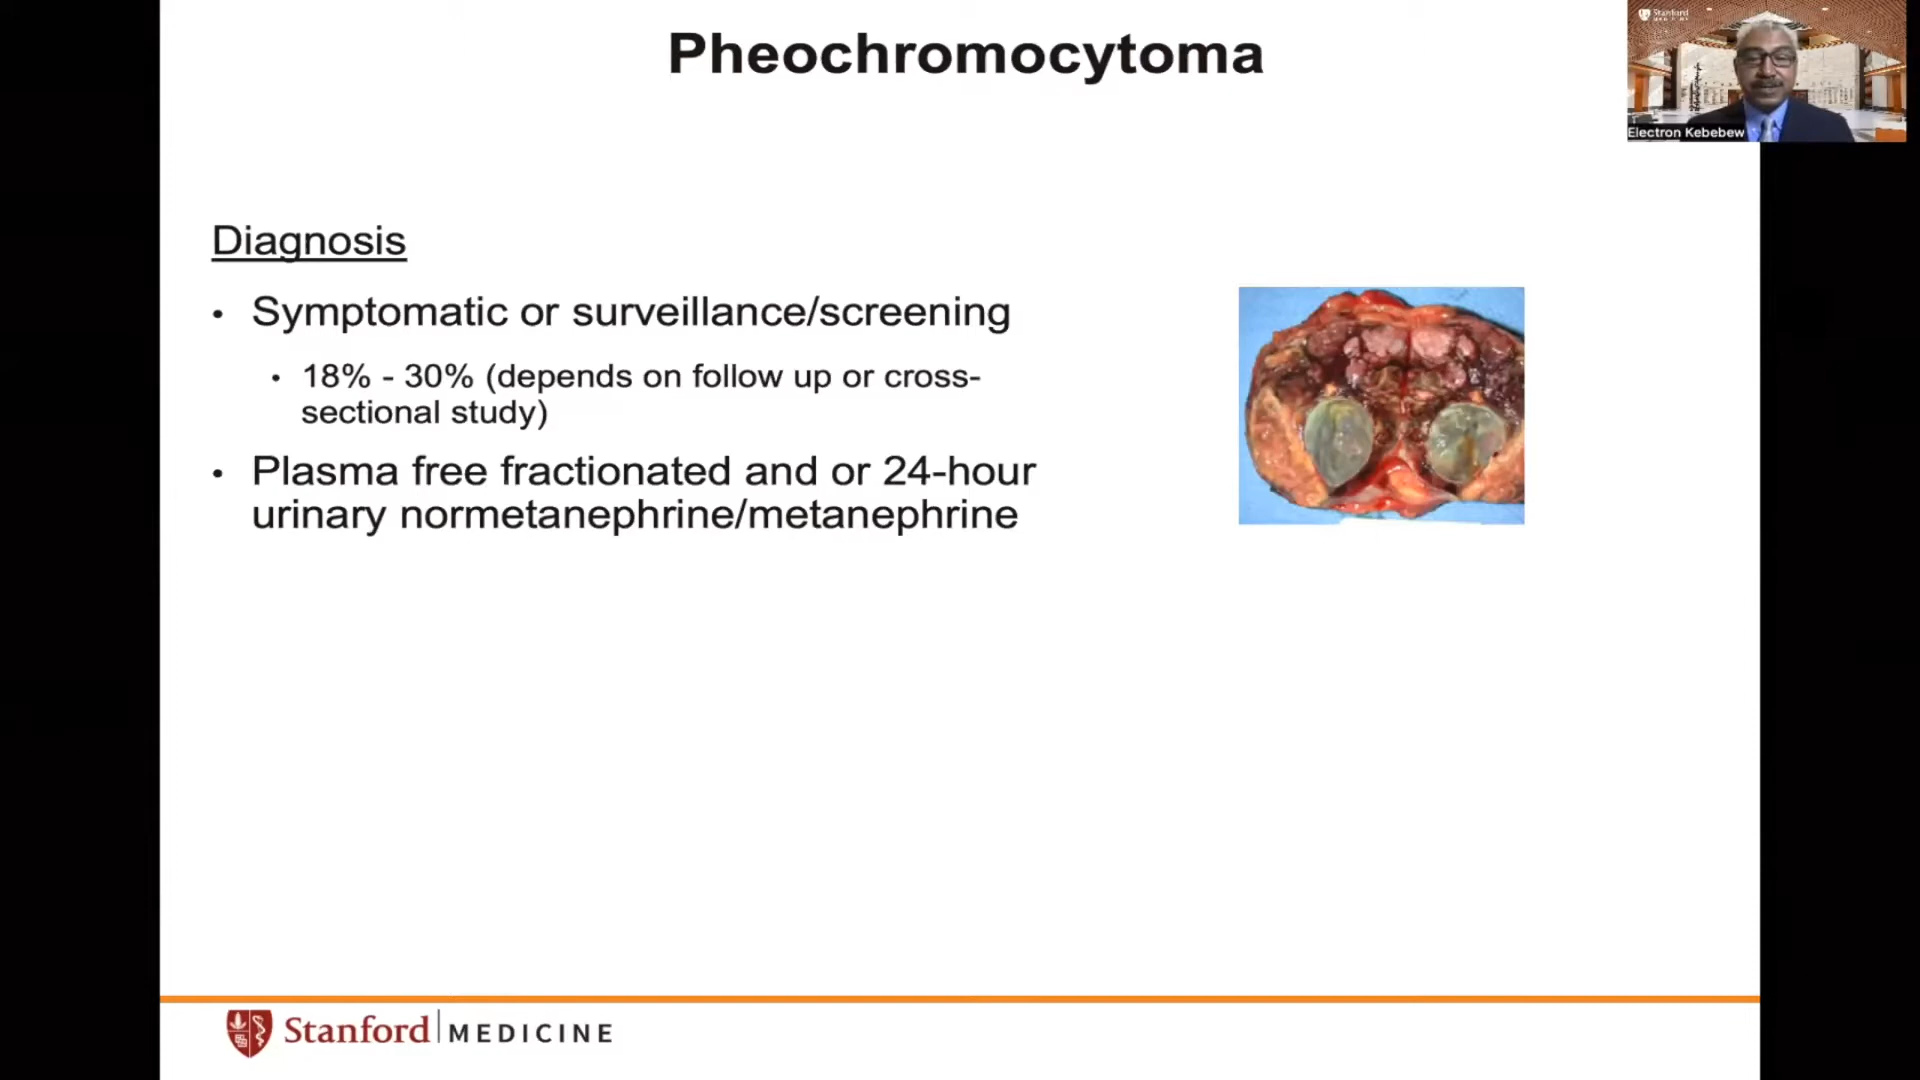 Pheochromocytoma
Stanford
Electron Kebebew
Diagnosis
• Symptomatic or surveillance/screening
• 18% - 30% (depends on follow up or cross-
sectional study)
• Plasma free fractionated and or 24-hour
urinary normetanephrine/metanephrine
Stanford MEDICINE